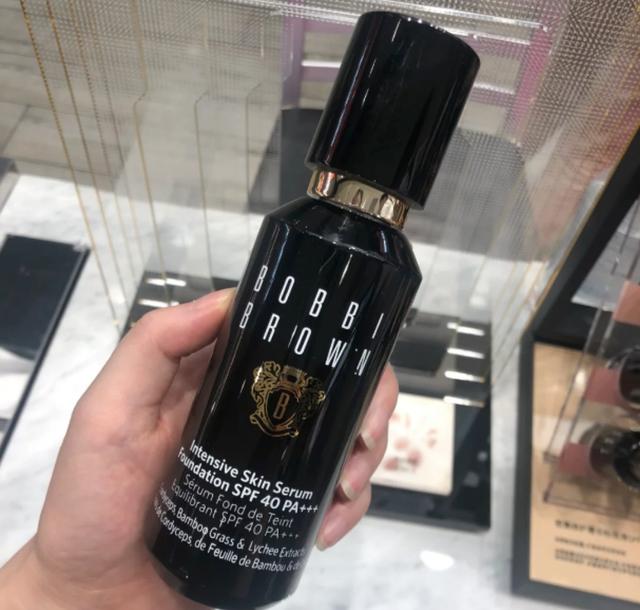 BOBBI
BROWN
B
Intensive Skin Serum
Foundation SPF 40 PA+++
Sérum Fond de Teint
Équilibrant SPF 40 PA+++
Bamboo Grass & Lychee Extracts
Cordyceps, de Feuille de Bambou &